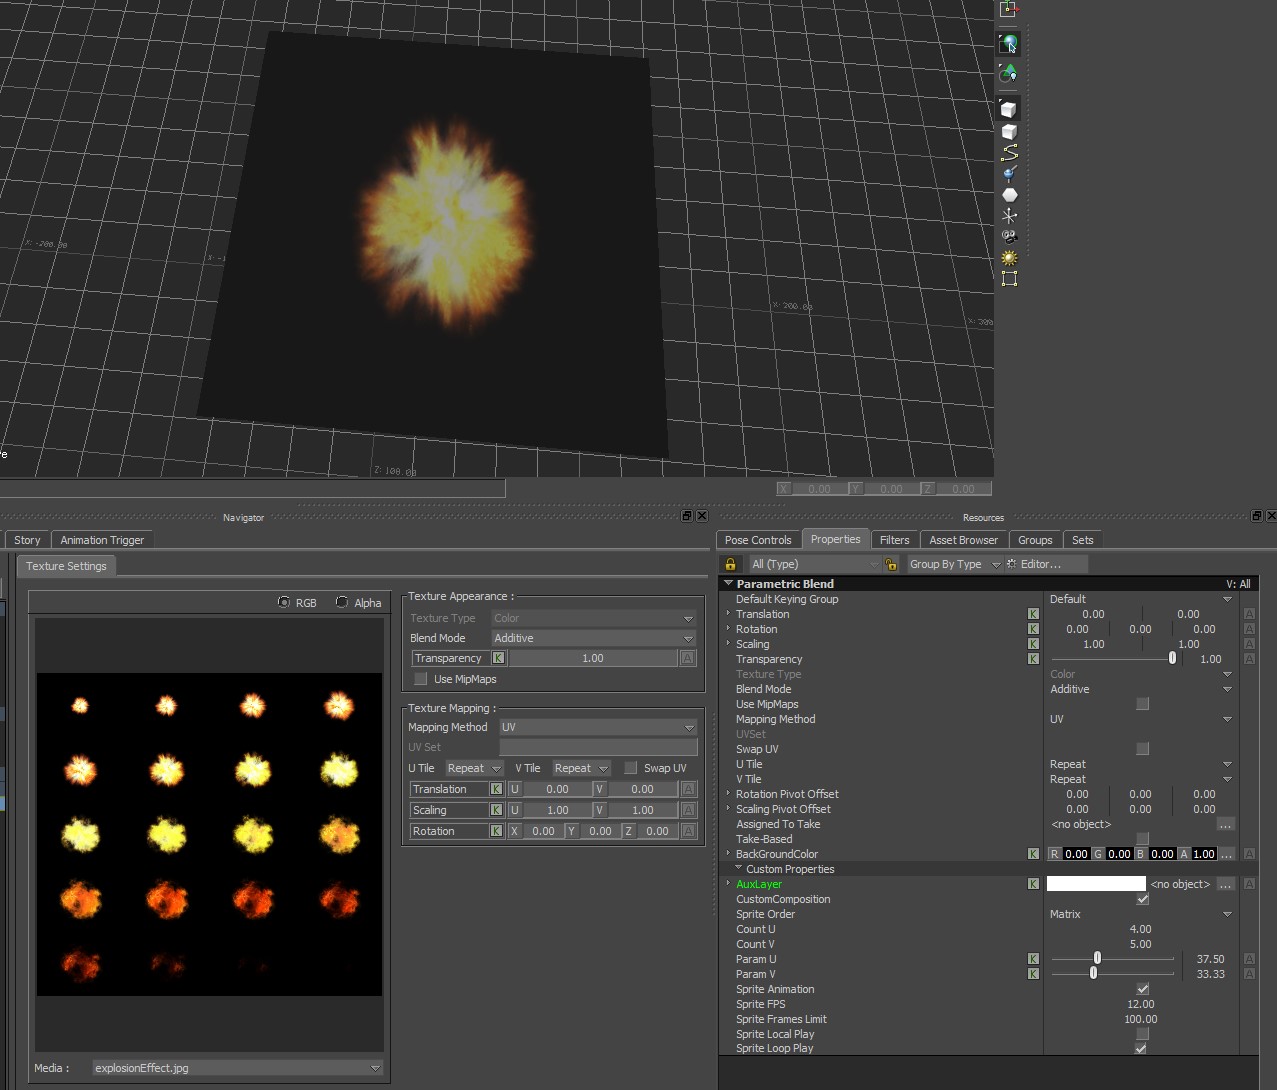 X:-200.00
X:-1
X:200.00
X:300
Z:100.00
X 0.00 Y 0.00 Z 0.00
Navigator
Resources
Story Animation Trigger
Pose Controls Properties Filters Asset Browser Groups Sets
Texture Settings
All (Type) Group By Type Editor...
RGB Alpha
Texture Appearance :
Texture Type Color
Blend Mode Additive
Transparency K 1.00 A
Use MipMaps
Texture Mapping :
Mapping Method UV
UV Set
U Tile Repeat V Tile Repeat Swap UV
Translation K U 0.00 V 0.00 A
Scaling K U 1.00 V 1.00 A
Rotation K X 0.00 Y 0.00 Z 0.00 A
Media : explosionEffect.jpg
Parametric Blend V: All
Default Keying Group Default
Translation K 0.00 0.00 A
Rotation K 0.00 0.00 0.00 A
Scaling K 1.00 1.00 A
Transparency K 1.00 A
Texture Type Color
Blend Mode Additive
Use MipMaps
Mapping Method UV
UVSet
Swap UV
U Tile Repeat
V Tile Repeat
Rotation Pivot Offset 0.00 0.00 0.00
Scaling Pivot Offset 0.00 0.00 0.00
Assigned To Take <no object> ...
Take-Based
BackGroundColor K R 0.00 G 0.00 B 0.00 A 1.00 ... A
Custom Properties
AuxLayer K <no object> ... A
CustomComposition
Sprite Order Matrix
Count U 4.00
Count V 5.00
Param U K 37.50 A
Param V K 33.33 A
Sprite Animation
Sprite FPS 12.00
Sprite Frames Limit 100.00
Sprite Local Play
Sprite Loop Play